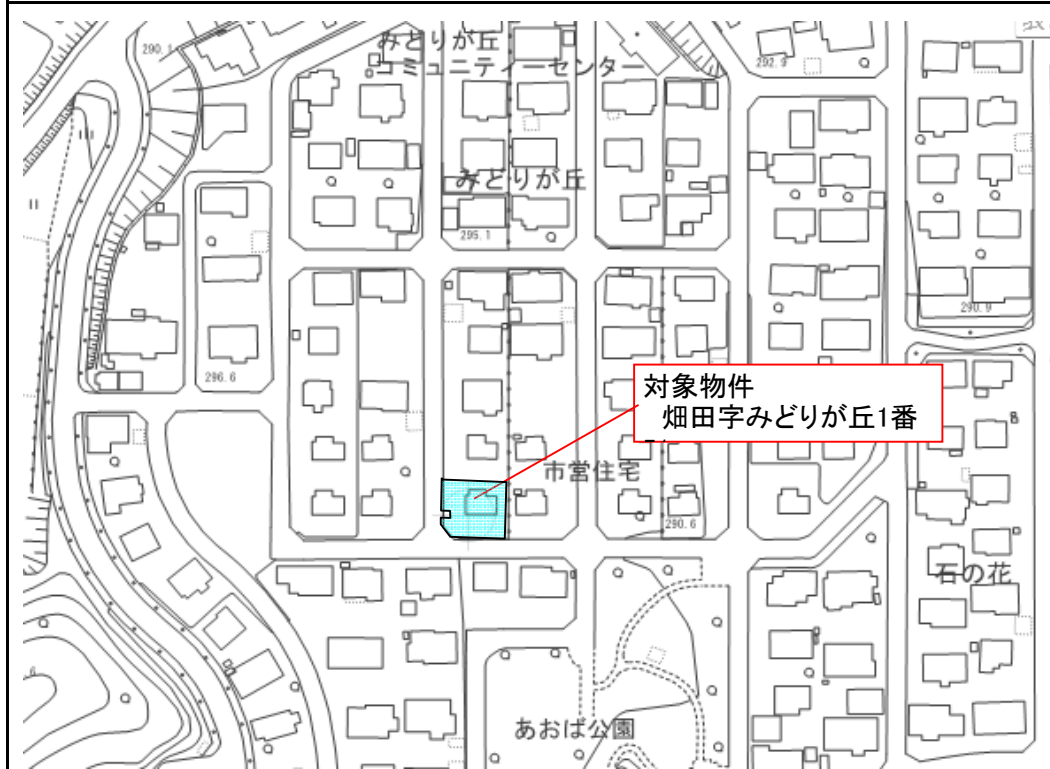 290.1
みどりが丘
コミュニティーセンター
292.9
みどりが丘
295.1
290.9
296.6
対象物件
畑田字みどりが丘1番
市営住宅
290.6
石の花
あおば公園